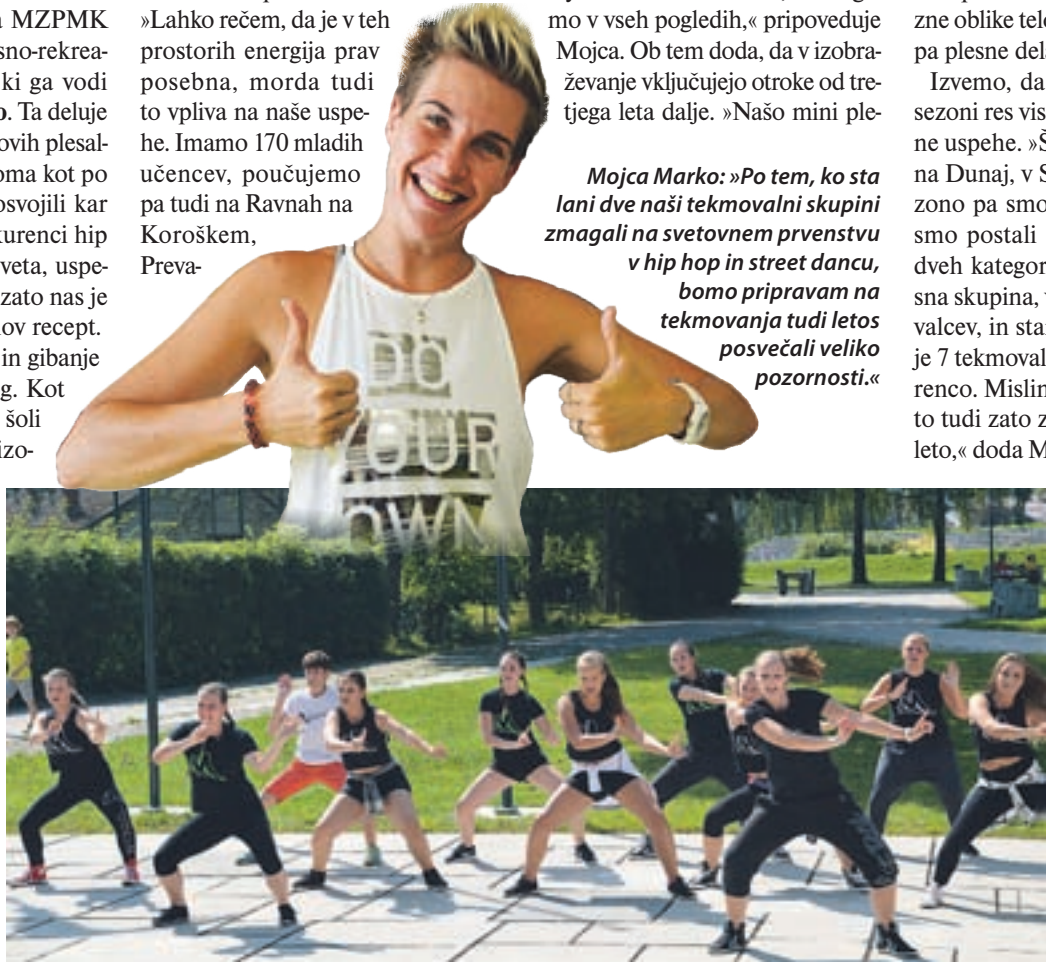 MZPMK
sno-rekrea-
ki ga vodi
o. Ta deluje
ovih plesal-
oma kot po
osvojili kar
kurenci hip
veta, uspe-
zato nas je
nov recept.
in gibanje
g. Kot
šoli
izo-
»Lahko rečem, da je v teh
prostorih energija prav
posebna, morda tudi
to vpliva na naše uspe-
he. Imamo 170 mladih
učencev, poučujemo
pa tudi na Ravnah na
Koroškem,
Preva-
mo v vseh pogledih,« pripoveduje
Mojca. Ob tem doda, da v izobra-
ževanje vključujejo otroke od tre-
tjega leta dalje. »Našo mini ple-
Mojca Marko: »Po tem, ko sta
lani dve naši tekmovalni skupini
zmagali na svetovnem prvenstvu
v hip hop in street dancu,
bomo pripravam na
tekmovanja tudi letos
posvečali veliko
pozornosti.«
DO
YOUR
OWN
zne oblike telo
pa plesne dela
Izvemo, da
sezoni res vis
ne uspehe. »Š
na Dunaj, v S
zono pa smo
smo postali
dveh kategor
sna skupina, v
valcev, in sta
je 7 tekmoval
renco. Mislim
to tudi zato z
leto,« doda M